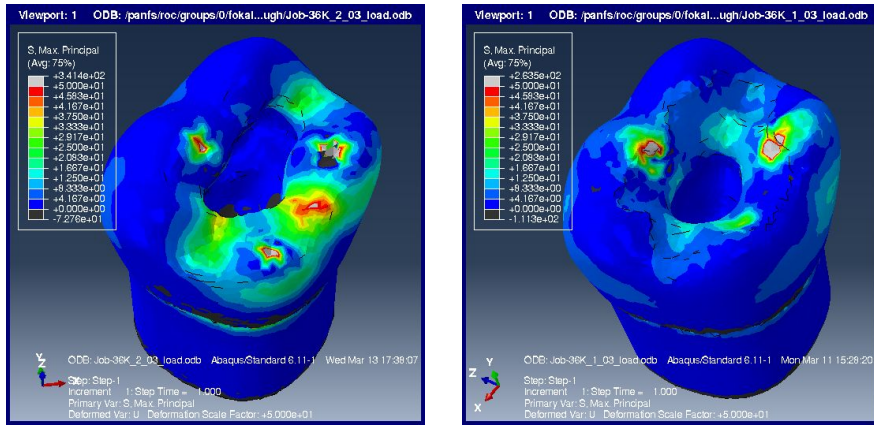 Viewport: 1 ODB: /panfs/roc/groups/0/fokal...ugh/Job-36K_2_03_load.odb
S, Max. Principal
(Avg: 75%)
+3.414e+02
+5.000e+01
+4.583e+01
+4.167e+01
+3.750e+01
+3.333e+01
+2.917e+01
+2.500e+01
+2.083e+01
+1.667e+01
+1.250e+01
+8.333e+00
+4.167e+00
+0.000e+00
-7.276e+01
Y
Z
X
ODB: Job-36K_2_03_load.odb Abaqus/Standard 6.11-1 Wed Mar 13 17:39:07
Step: Step-1
Increment 1: Step Time = 1.000
Primary Var: S, Max. Principal
Deformed Var: U Deformation Scale Factor: +5.000e+01
Viewport: 1 ODB: /panfs/roc/groups/0/fokal...ugh/Job-36K_1_03_load.odb
S, Max. Principal
(Avg: 75%)
+2.635e+02
+5.000e+01
+4.583e+01
+4.167e+01
+3.750e+01
+3.333e+01
+2.917e+01
+2.500e+01
+2.083e+01
+1.667e+01
+1.250e+01
+8.333e+00
+4.167e+00
+0.000e+00
-1.113e+02
Y
Z
X
ODB: Job-36K_1_03_load.odb Abaqus/Standard 6.11-1 Mon Mar 11 15:28:20
Step: Step-1
Increment 1: Step Time = 1.000
Primary Var: S, Max. Principal
Deformed Var: U Deformation Scale Factor: +5.000e+01